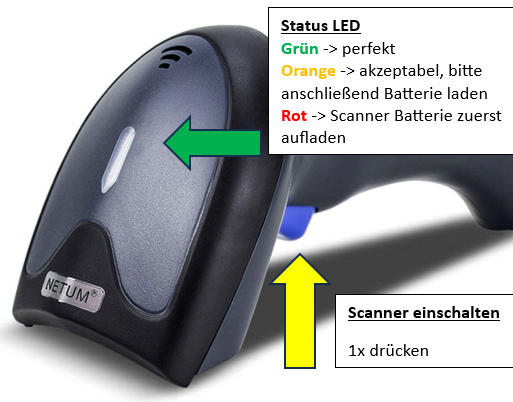 Status LED
Grün -> perfekt
Orange -> akzeptabel, bitte
anschließend Batterie laden
Rot -> Scanner Batterie zuerst
aufladen
NETUM®
Scanner einschalten
1x drücken